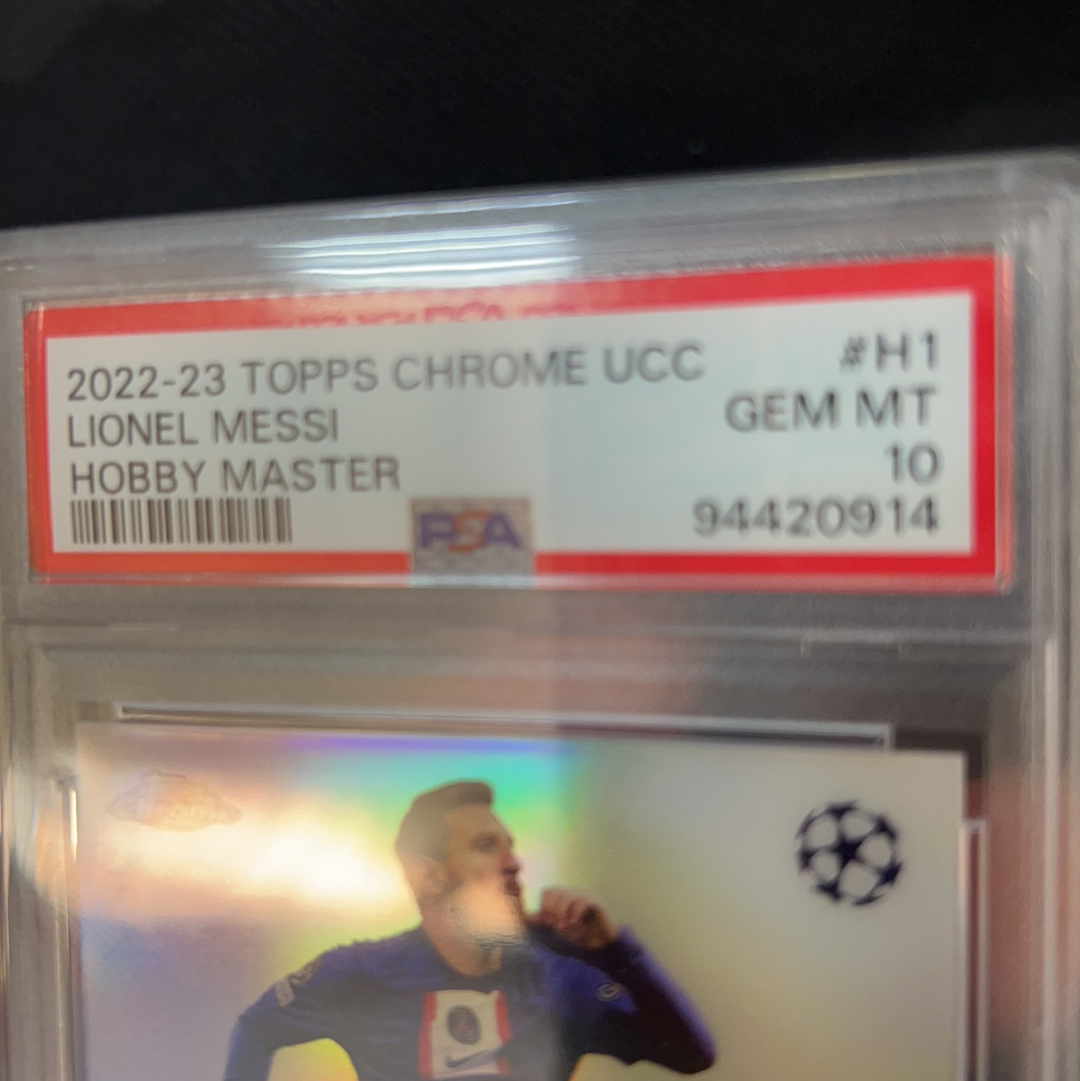 2022-23 TOPPS CHROME UCC
LIONEL MESSI
HOBBY MASTER
#H1
GEM MT
10
94420914
PSA